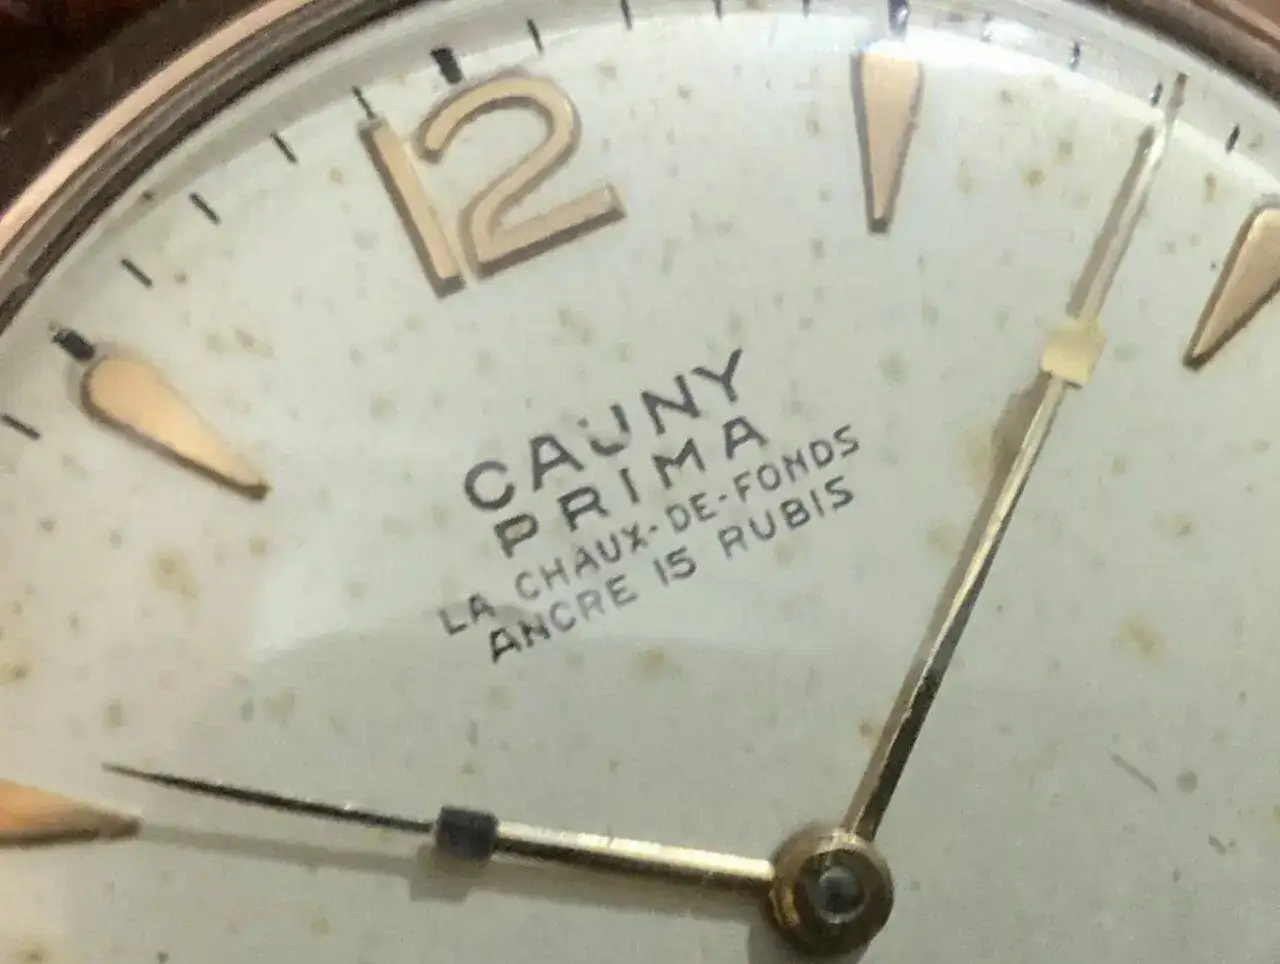 12
CAUNY
PRIMA
LA CHAUX-DE-FONDS
ANCRE 15 RUBIS